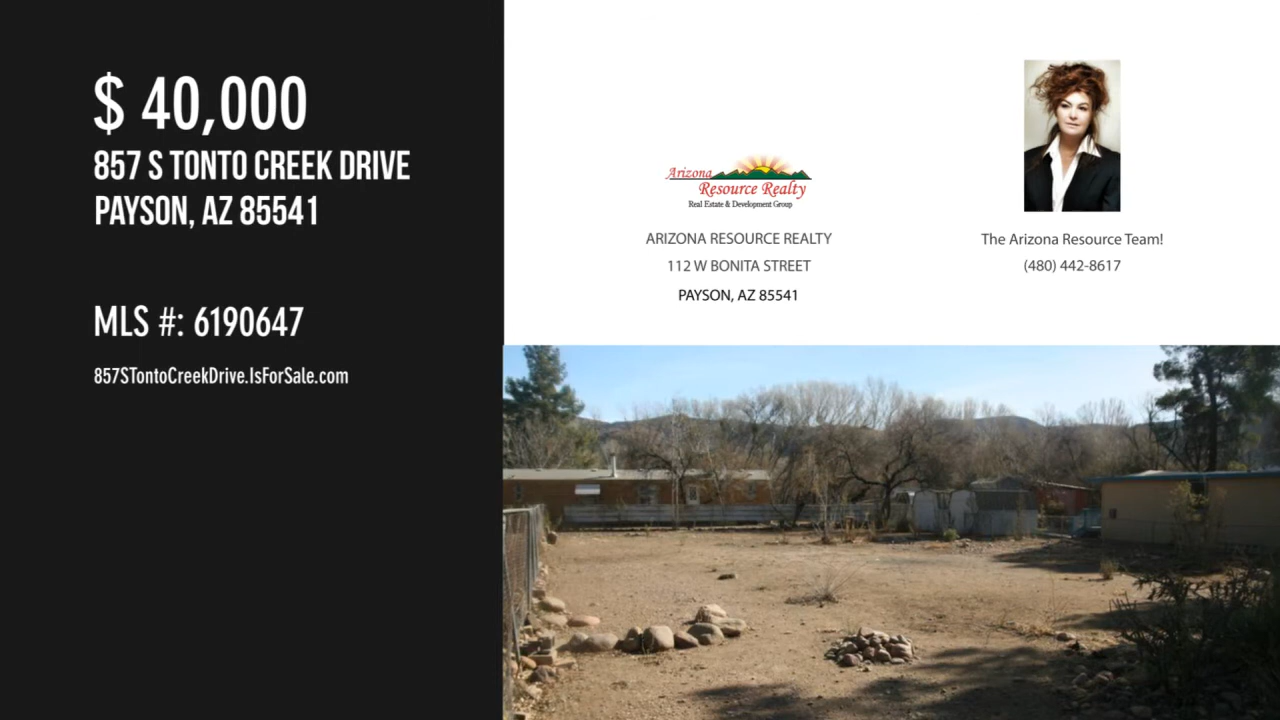 $ 40,000
857 S TONTO CREEK DRIVE
PAYSON, AZ 85541
MLS #: 6190647
857STontoCreekDrive.IsForSale.com
Arizona
Resource Realty
Real Estate & Development Group
ARIZONA RESOURCE REALTY
112 W BONITA STREET
PAYSON, AZ 85541
The Arizona Resource Team!
(480) 442-8617